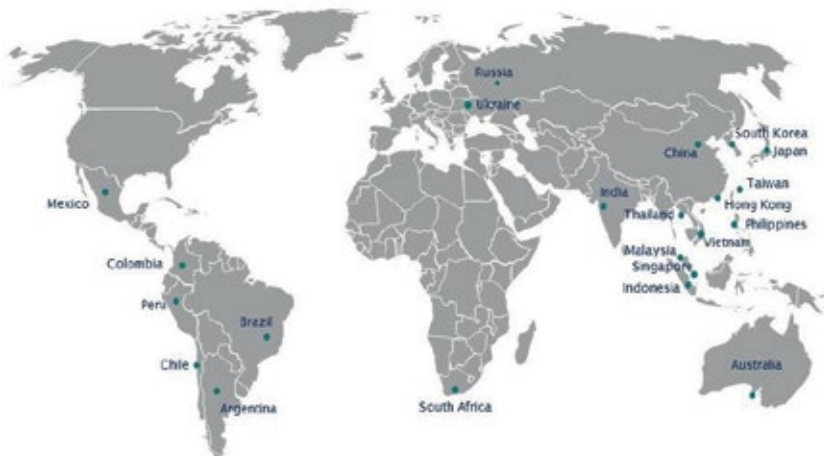 Russia
Ukraine
South Korea
China
Japan
Taiwan
Mexico
India
Hong Kong
Thailand
Philippines
Vietnam
Malaysia
Colombia
Singapore
Indonesia
Peru
Brazil
Chile
Australia
Argentina
South Africa